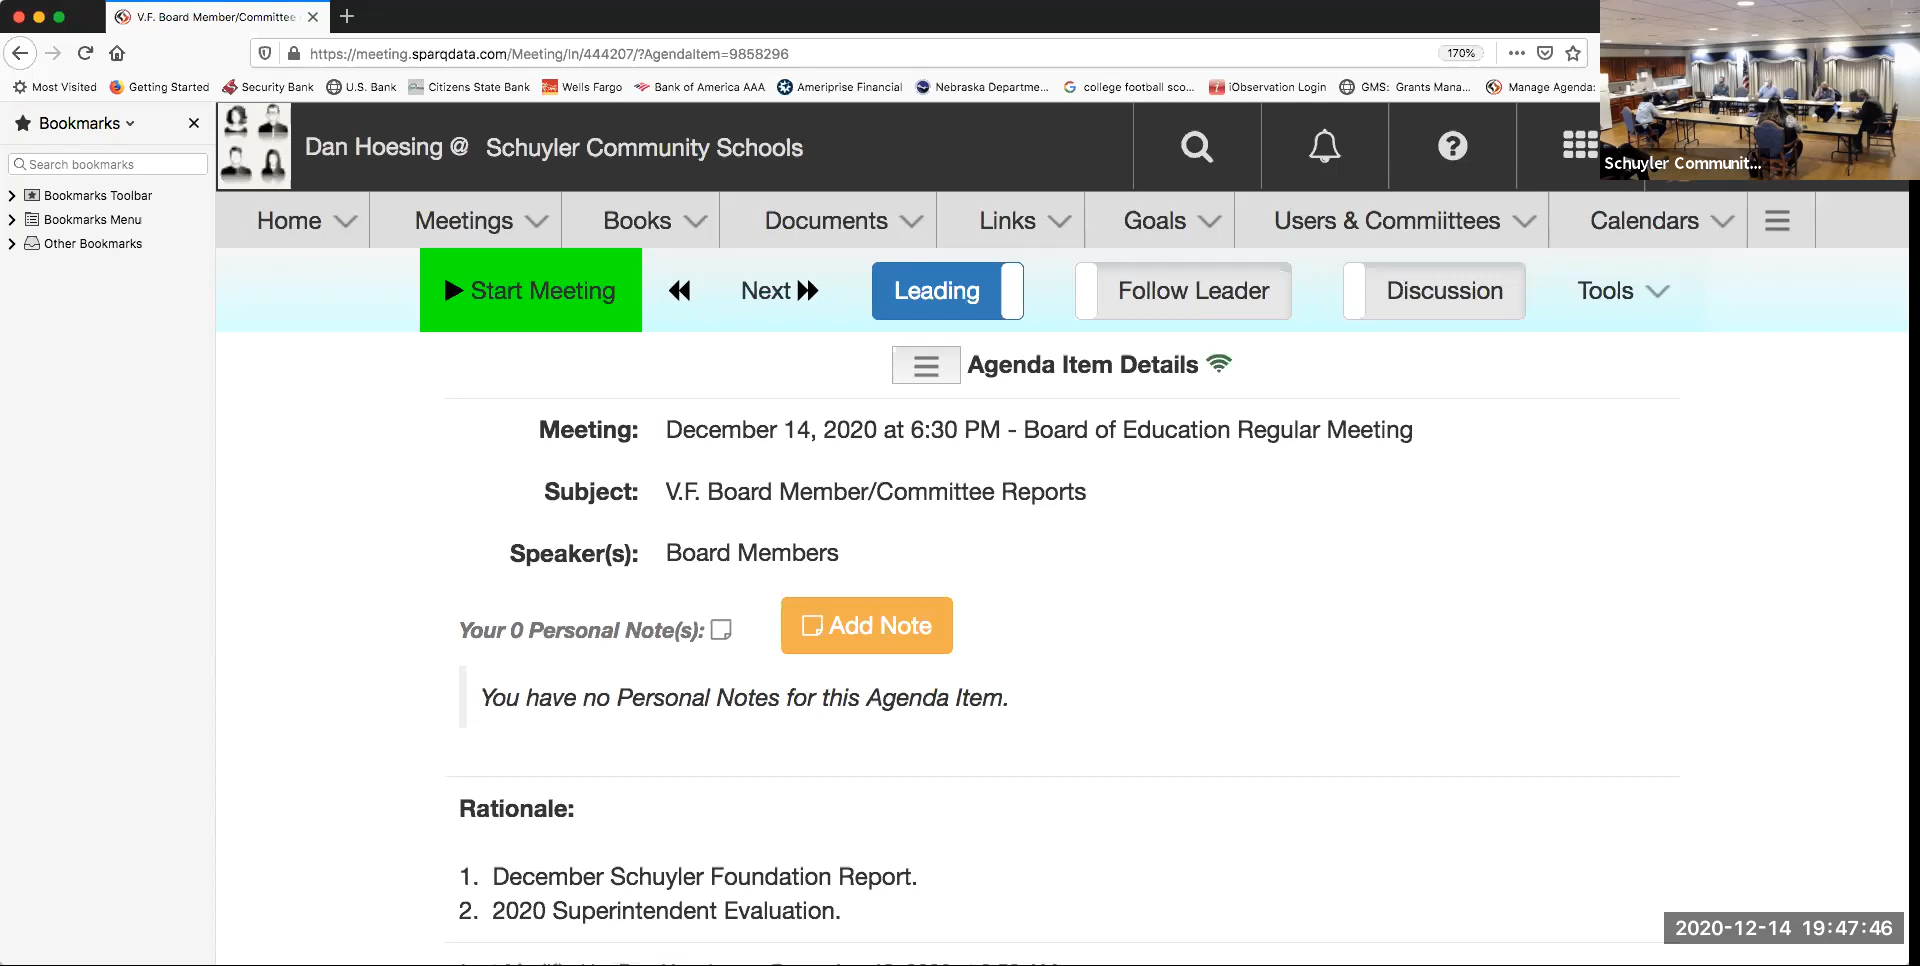 V.F. Board Member/Committee
https://meeting.sparqdata.com/Meeting/In/444207/?AgendaItem=9858296
170%
Most Visited Getting Started Security Bank U.S. Bank Citizens State Bank Wells Fargo Bank of America AAA Ameriprise Financial Nebraska Departme... college football sco... iObservation Login GMS: Grants Mana... Manage Agenda:
Bookmarks
Search bookmarks
Bookmarks Toolbar
Bookmarks Menu
Other Bookmarks
Dan Hoesing @ Schuyler Community Schools
Schuyler Communit...
Home Meetings Books Documents Links Goals Users & Commiittees Calendars
Start Meeting Next Leading Follow Leader Discussion Tools
Agenda Item Details
Meeting: December 14, 2020 at 6:30 PM - Board of Education Regular Meeting
Subject: V.F. Board Member/Committee Reports
Speaker(s): Board Members
Your 0 Personal Note(s): Add Note
You have no Personal Notes for this Agenda Item.
Rationale:
1. December Schuyler Foundation Report.
2. 2020 Superintendent Evaluation.
2020-12-14 19:47:46